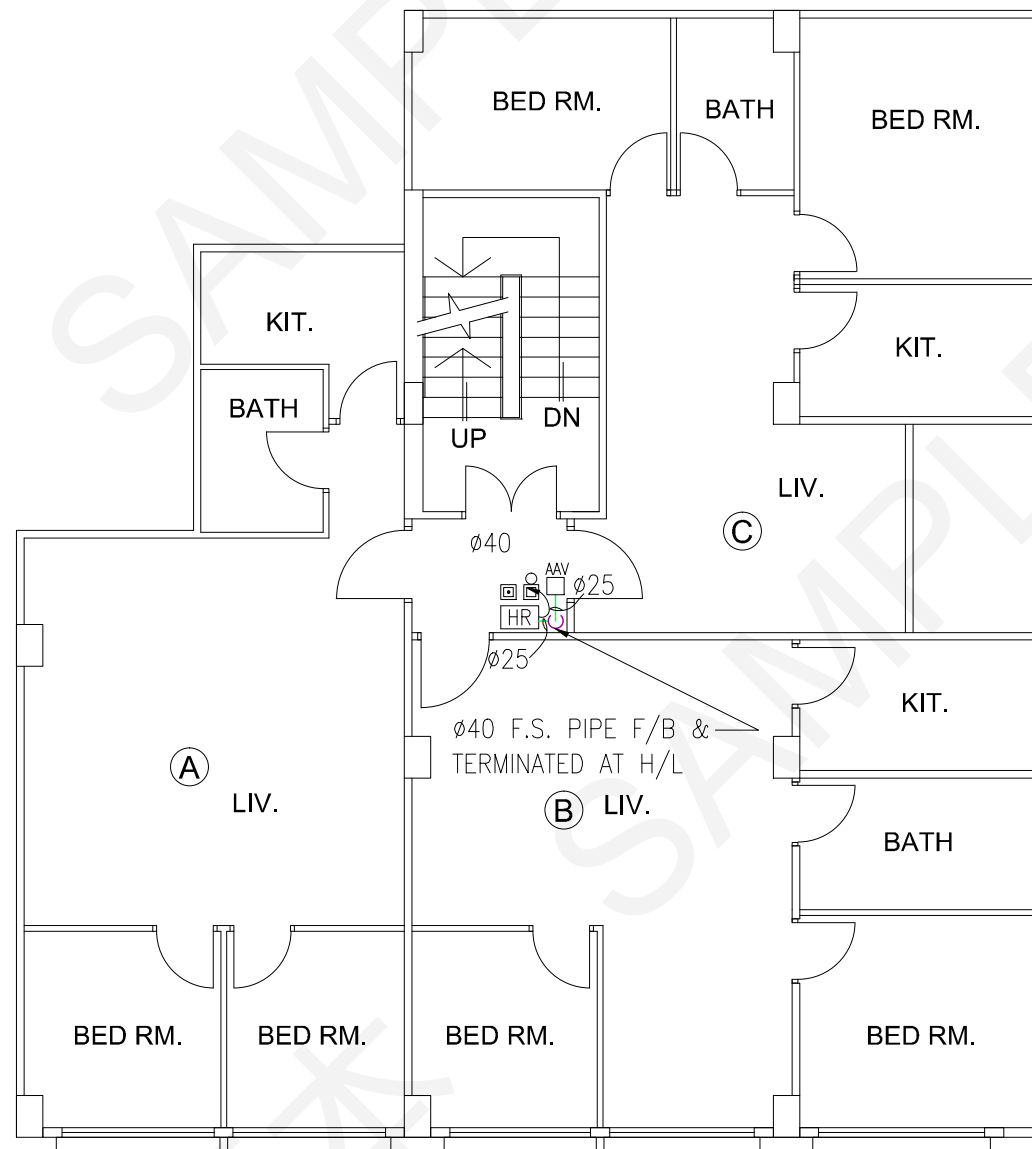 SAMPLE
BED RM.
BATH
BED RM.
KIT.
KIT.
BATH
UP
DN
LIV.
C
ø40
AAV
ø25
HR
ø25
KIT.
ø40 F.S. PIPE F/B &
TERMINATED AT H/L
A
LIV.
B
LIV.
BATH
BED RM.
BED RM.
BED RM.
BED RM.
SAMPLE
本